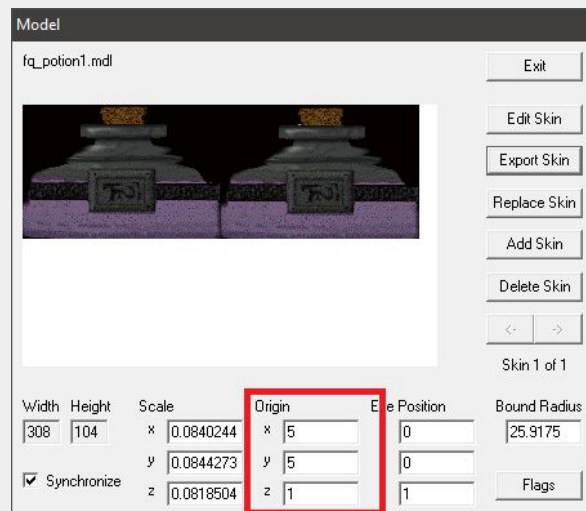 Model
fq_potion1.mdl
Exit
Edit Skin
Export Skin
Replace Skin
Add Skin
Delete Skin
<- ->
Skin 1 of 1
Width Height Scale Origin Position Bound Radius
308 104 x 0.0840244 x 5 0 25.9175
y 0.0844273 y 5 0
Synchronize z 0.0818504 z 1 1 Flags